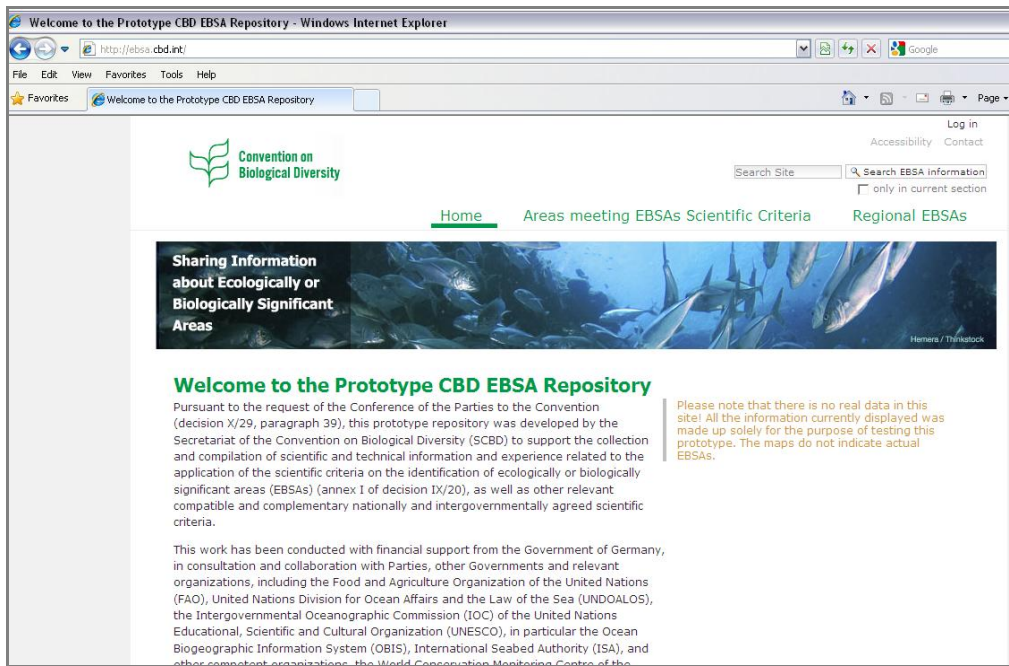 Welcome to the Prototype CBD EBSA Repository - Windows Internet Explorer
http://ebsa.cbd.int/
Google
File Edit View Favorites Tools Help
Favorites
Welcome to the Prototype CBD EBSA Repository
Page
Log in
Accessibility Contact
Convention on
Biological Diversity
Search Site
Search EBSA information
only in current section
Home Areas meeting EBSAs Scientific Criteria Regional EBSAs
Sharing Information
about Ecologically or
Biologically Significant
Areas
Hemera / Thinkstock
Welcome to the Prototype CBD EBSA Repository
Pursuant to the request of the Conference of the Parties to the Convention
(decision X/29, paragraph 39), this prototype repository was developed by the
Secretariat of the Convention on Biological Diversity (SCBD) to support the collection
and compilation of scientific and technical information and experience related to the
application of the scientific criteria on the identification of ecologically or biologically
significant areas (EBSAs) (annex I of decision IX/20), as well as other relevant
compatible and complementary nationally and intergovernmentally agreed scientific
criteria.
Please note that there is no real data in this
site! All the information currently displayed was
made up solely for the purpose of testing this
prototype. The maps do not indicate actual
EBSAs.
This work has been conducted with financial support from the Government of Germany,
in consultation and collaboration with Parties, other Governments and relevant
organizations, including the Food and Agriculture Organization of the United Nations
(FAO), United Nations Division for Ocean Affairs and the Law of the Sea (UNDOALOS),
the Intergovernmental Oceanographic Commission (IOC) of the United Nations
Educational, Scientific and Cultural Organization (UNESCO), in particular the Ocean
Biogeographic Information System (OBIS), International Seabed Authority (ISA), and
other competent organizations, the World Conservation Monitoring Centre of the